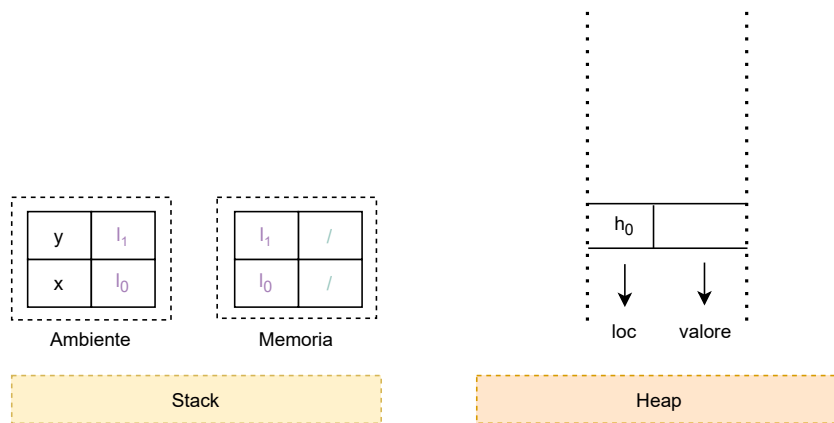 y l₁
x l₀
Ambiente
l₁ /
l₀ /
Memoria
Stack
h₀
loc valore
Heap